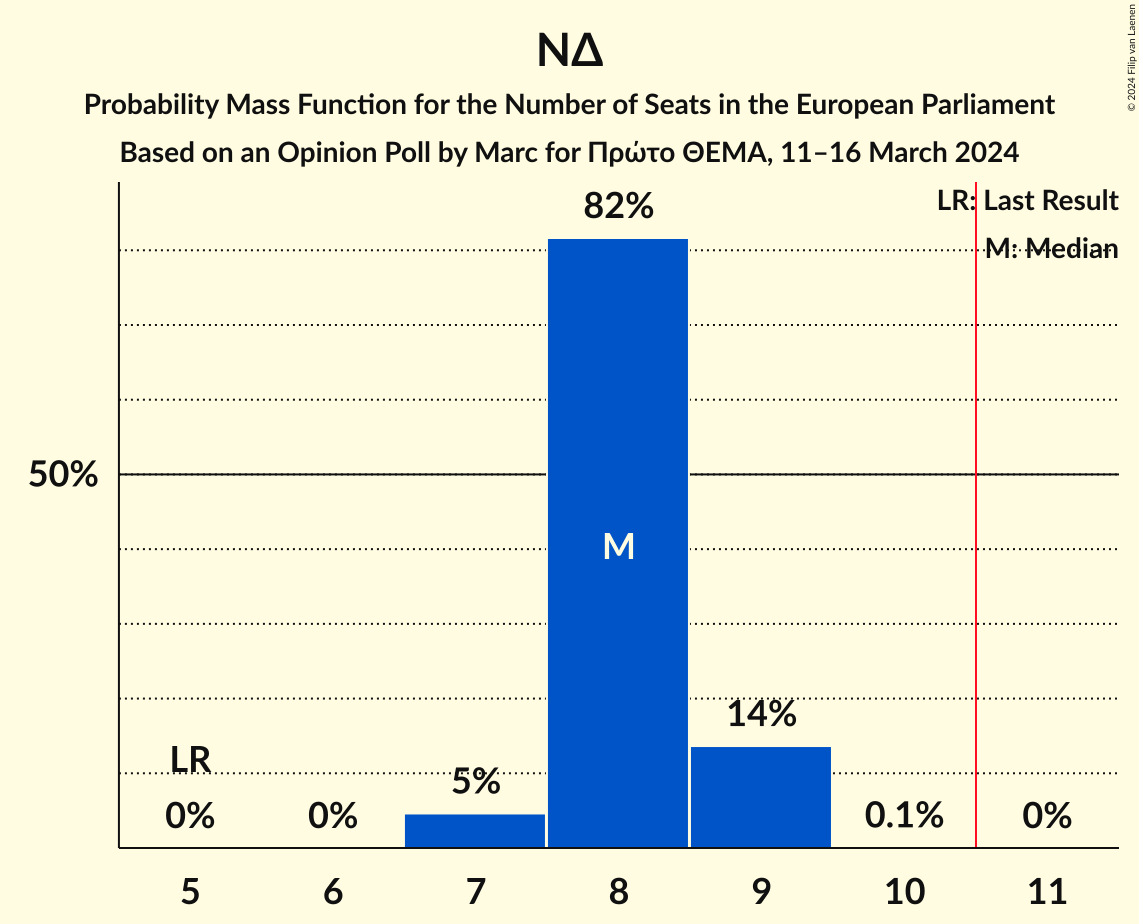 ΝΔ
Probability Mass Function for the Number of Seats in the European Parliament
Based on an Opinion Poll by Marc for Πρώτο ΘΕΜΑ, 11–16 March 2024
© 2024 Filip van Laenen
LR: Last Result
M: Median
82%
50%
M
14%
LR
5%
0%
0%
0.1%
0%
5
6
7
8
9
10
11